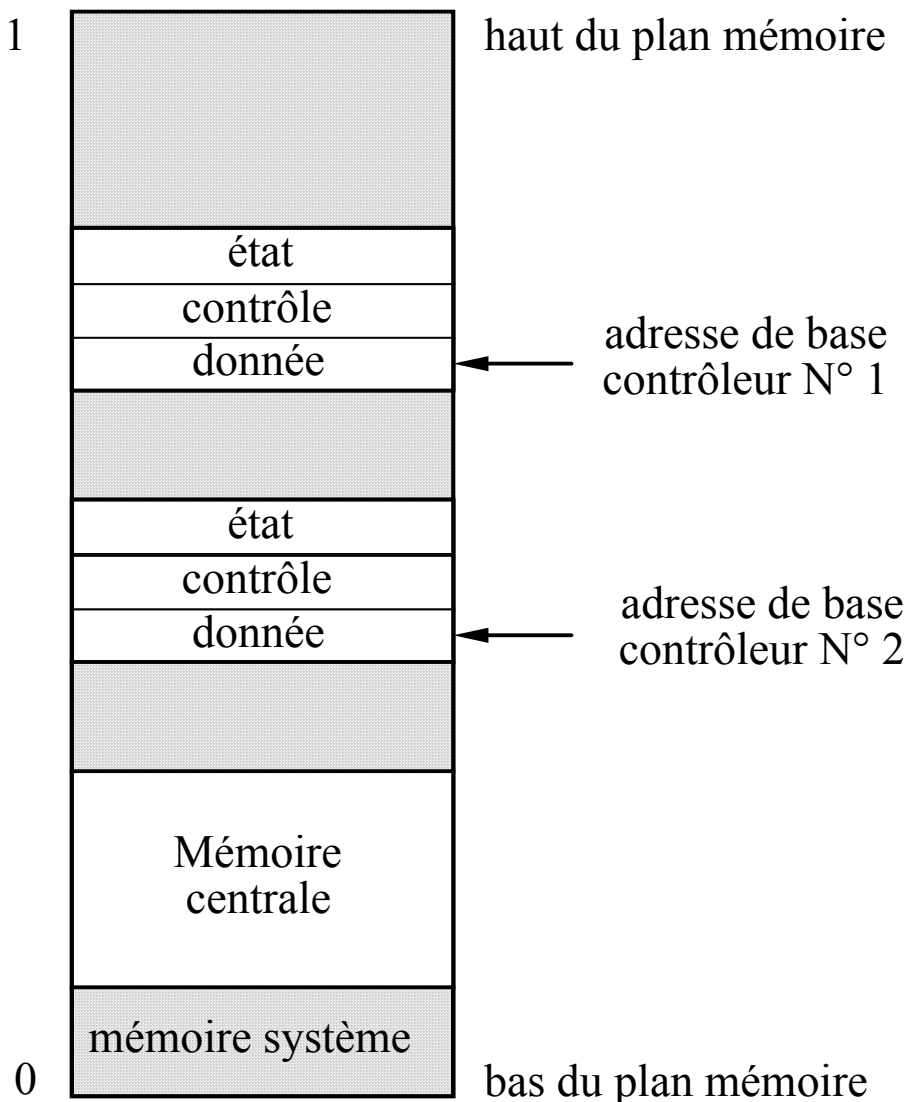 1
haut du plan mémoire
état
contrôle
donnée
adresse de base
contrôleur N° 1
état
contrôle
donnée
adresse de base
contrôleur N° 2
Mémoire
centrale
mémoire système
0
bas du plan mémoire